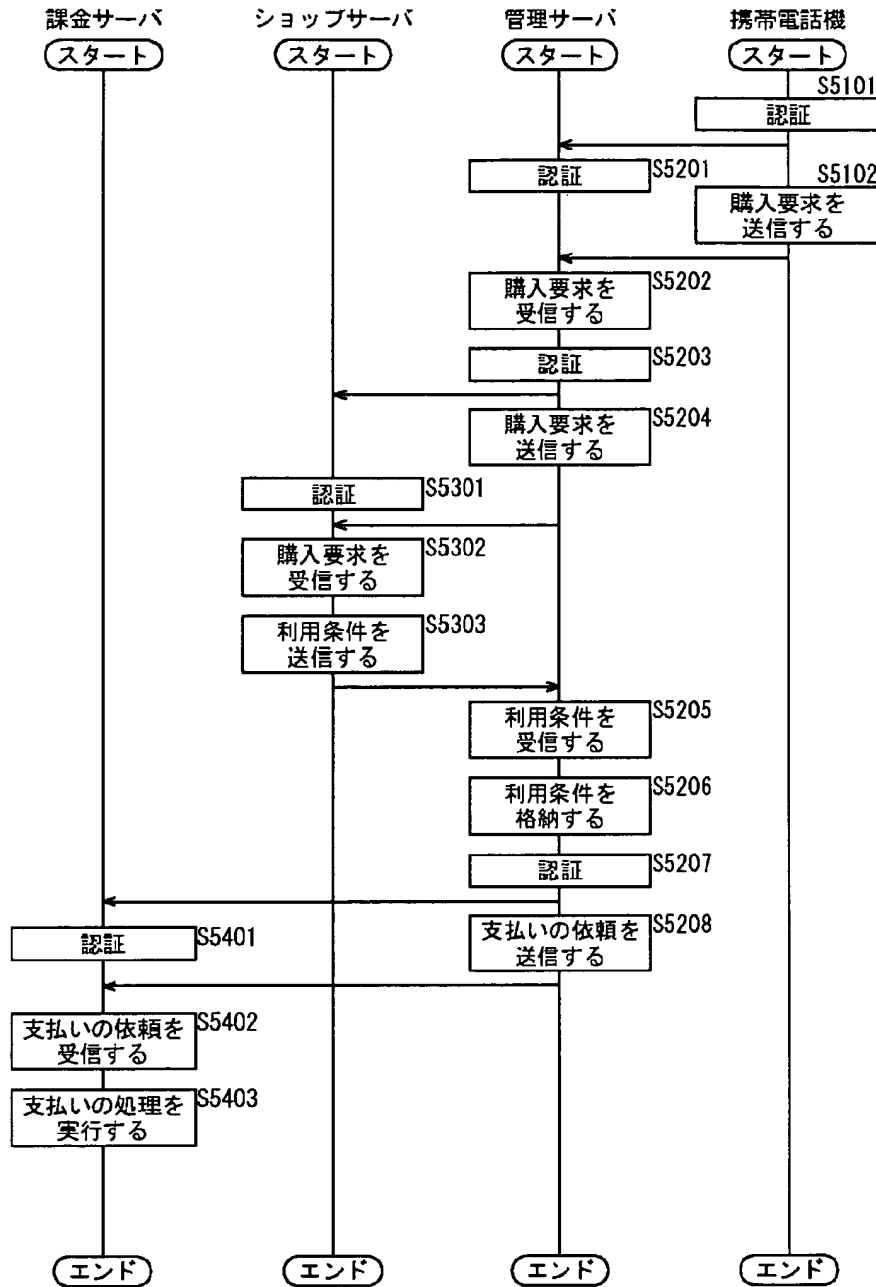 課金サーバ
ショップサーバ
管理サーバ
携帯電話機
スタート
スタート
スタート
スタート
S5101
認証
認証
S5201
S5102
購入要求を
送信する
購入要求を
受信する
S5202
認証
S5203
購入要求を
送信する
S5204
認証
S5301
購入要求を
受信する
S5302
利用条件を
送信する
S5303
利用条件を
受信する
S5205
利用条件を
格納する
S5206
認証
S5207
支払いの依頼を
送信する
S5208
認証
S5401
支払いの依頼を
受信する
S5402
支払いの処理を
実行する
S5403
エンド
エンド
エンド
エンド